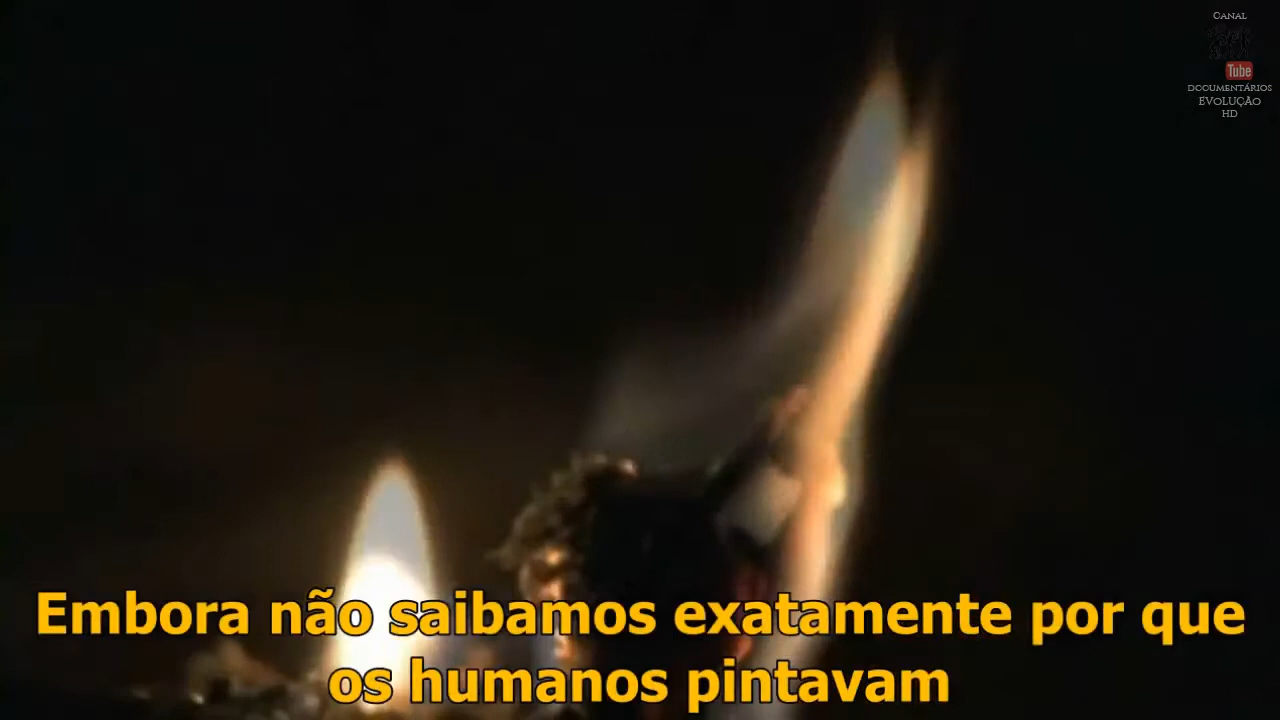 Canal
Tube
Documentários
Evolução
HD
Embora não saibamos exatamente por que
os humanos pintavam